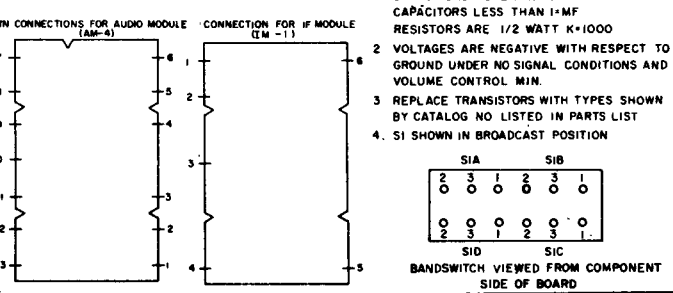 CONNECTIONS FOR AUDIO MODULE
(AM-4)
6
5
4
3
2
1
1
2
3
CONNECTION FOR IF MODULE
(IM -1)
1
2
3
4
6
5
CAPACITORS LESS THAN 1=MF
RESISTORS ARE 1/2 WATT K=1000
2 VOLTAGES ARE NEGATIVE WITH RESPECT TO
GROUND UNDER NO SIGNAL CONDITIONS AND
VOLUME CONTROL MIN.
3 REPLACE TRANSISTORS WITH TYPES SHOWN
BY CATALOG NO LISTED IN PARTS LIST
4. S1 SHOWN IN BROADCAST POSITION
S1A S1B
2 3 1 2 3 1
2 3 1 2 3 1
S1D S1C
BANDSWITCH VIEWED FROM COMPONENT
SIDE OF BOARD